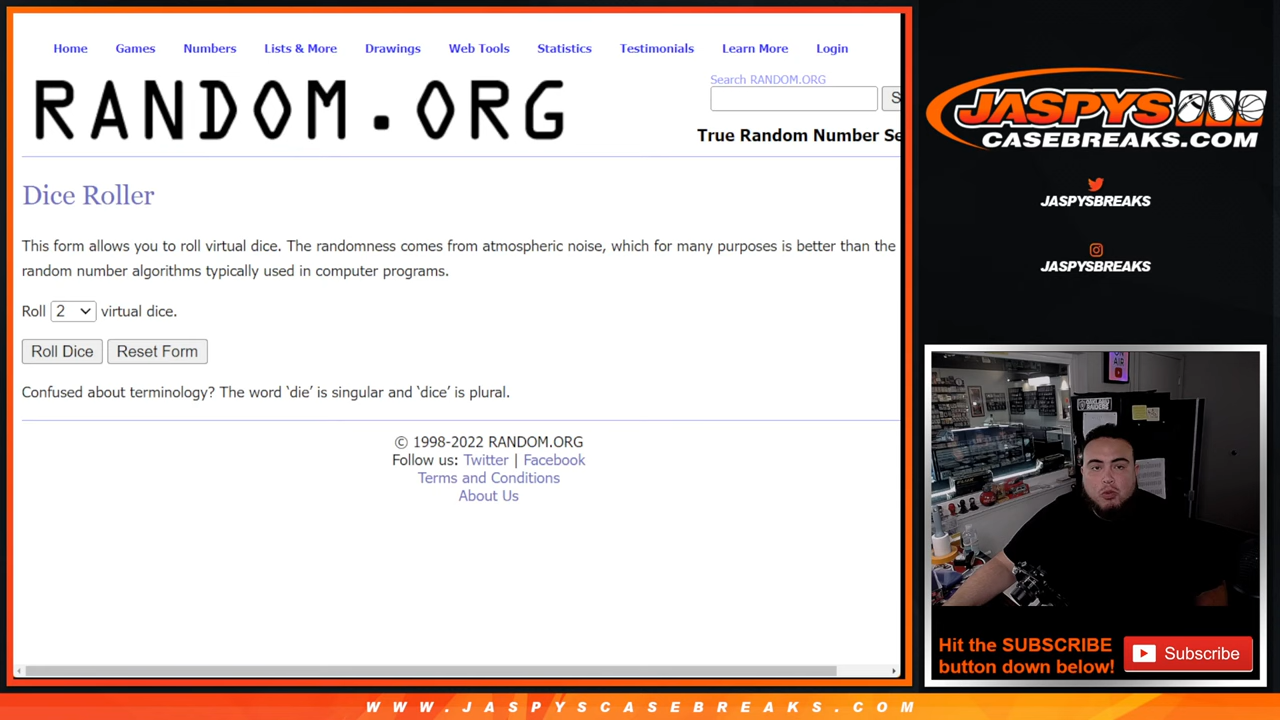 Home Games Numbers Lists & More Drawings Web Tools Statistics Testimonials Learn More Login
RANDOM.ORG
Search RANDOM.ORG
S
True Random Number Se
Dice Roller
This form allows you to roll virtual dice. The randomness comes from atmospheric noise, which for many purposes is better than the
random number algorithms typically used in computer programs.
Roll 2 virtual dice.
Roll Dice Reset Form
Confused about terminology? The word ‘die’ is singular and ‘dice’ is plural.
© 1998-2022 RANDOM.ORG
Follow us: Twitter | Facebook
Terms and Conditions
About Us
JASPYS
CASEBREAKS.COM
JASPYSBREAKS
JASPYSBREAKS
ON
AIR
Hit the SUBSCRIBE
button down below!
Subscribe
WWW.JASPYSCASEBREAKS.COM